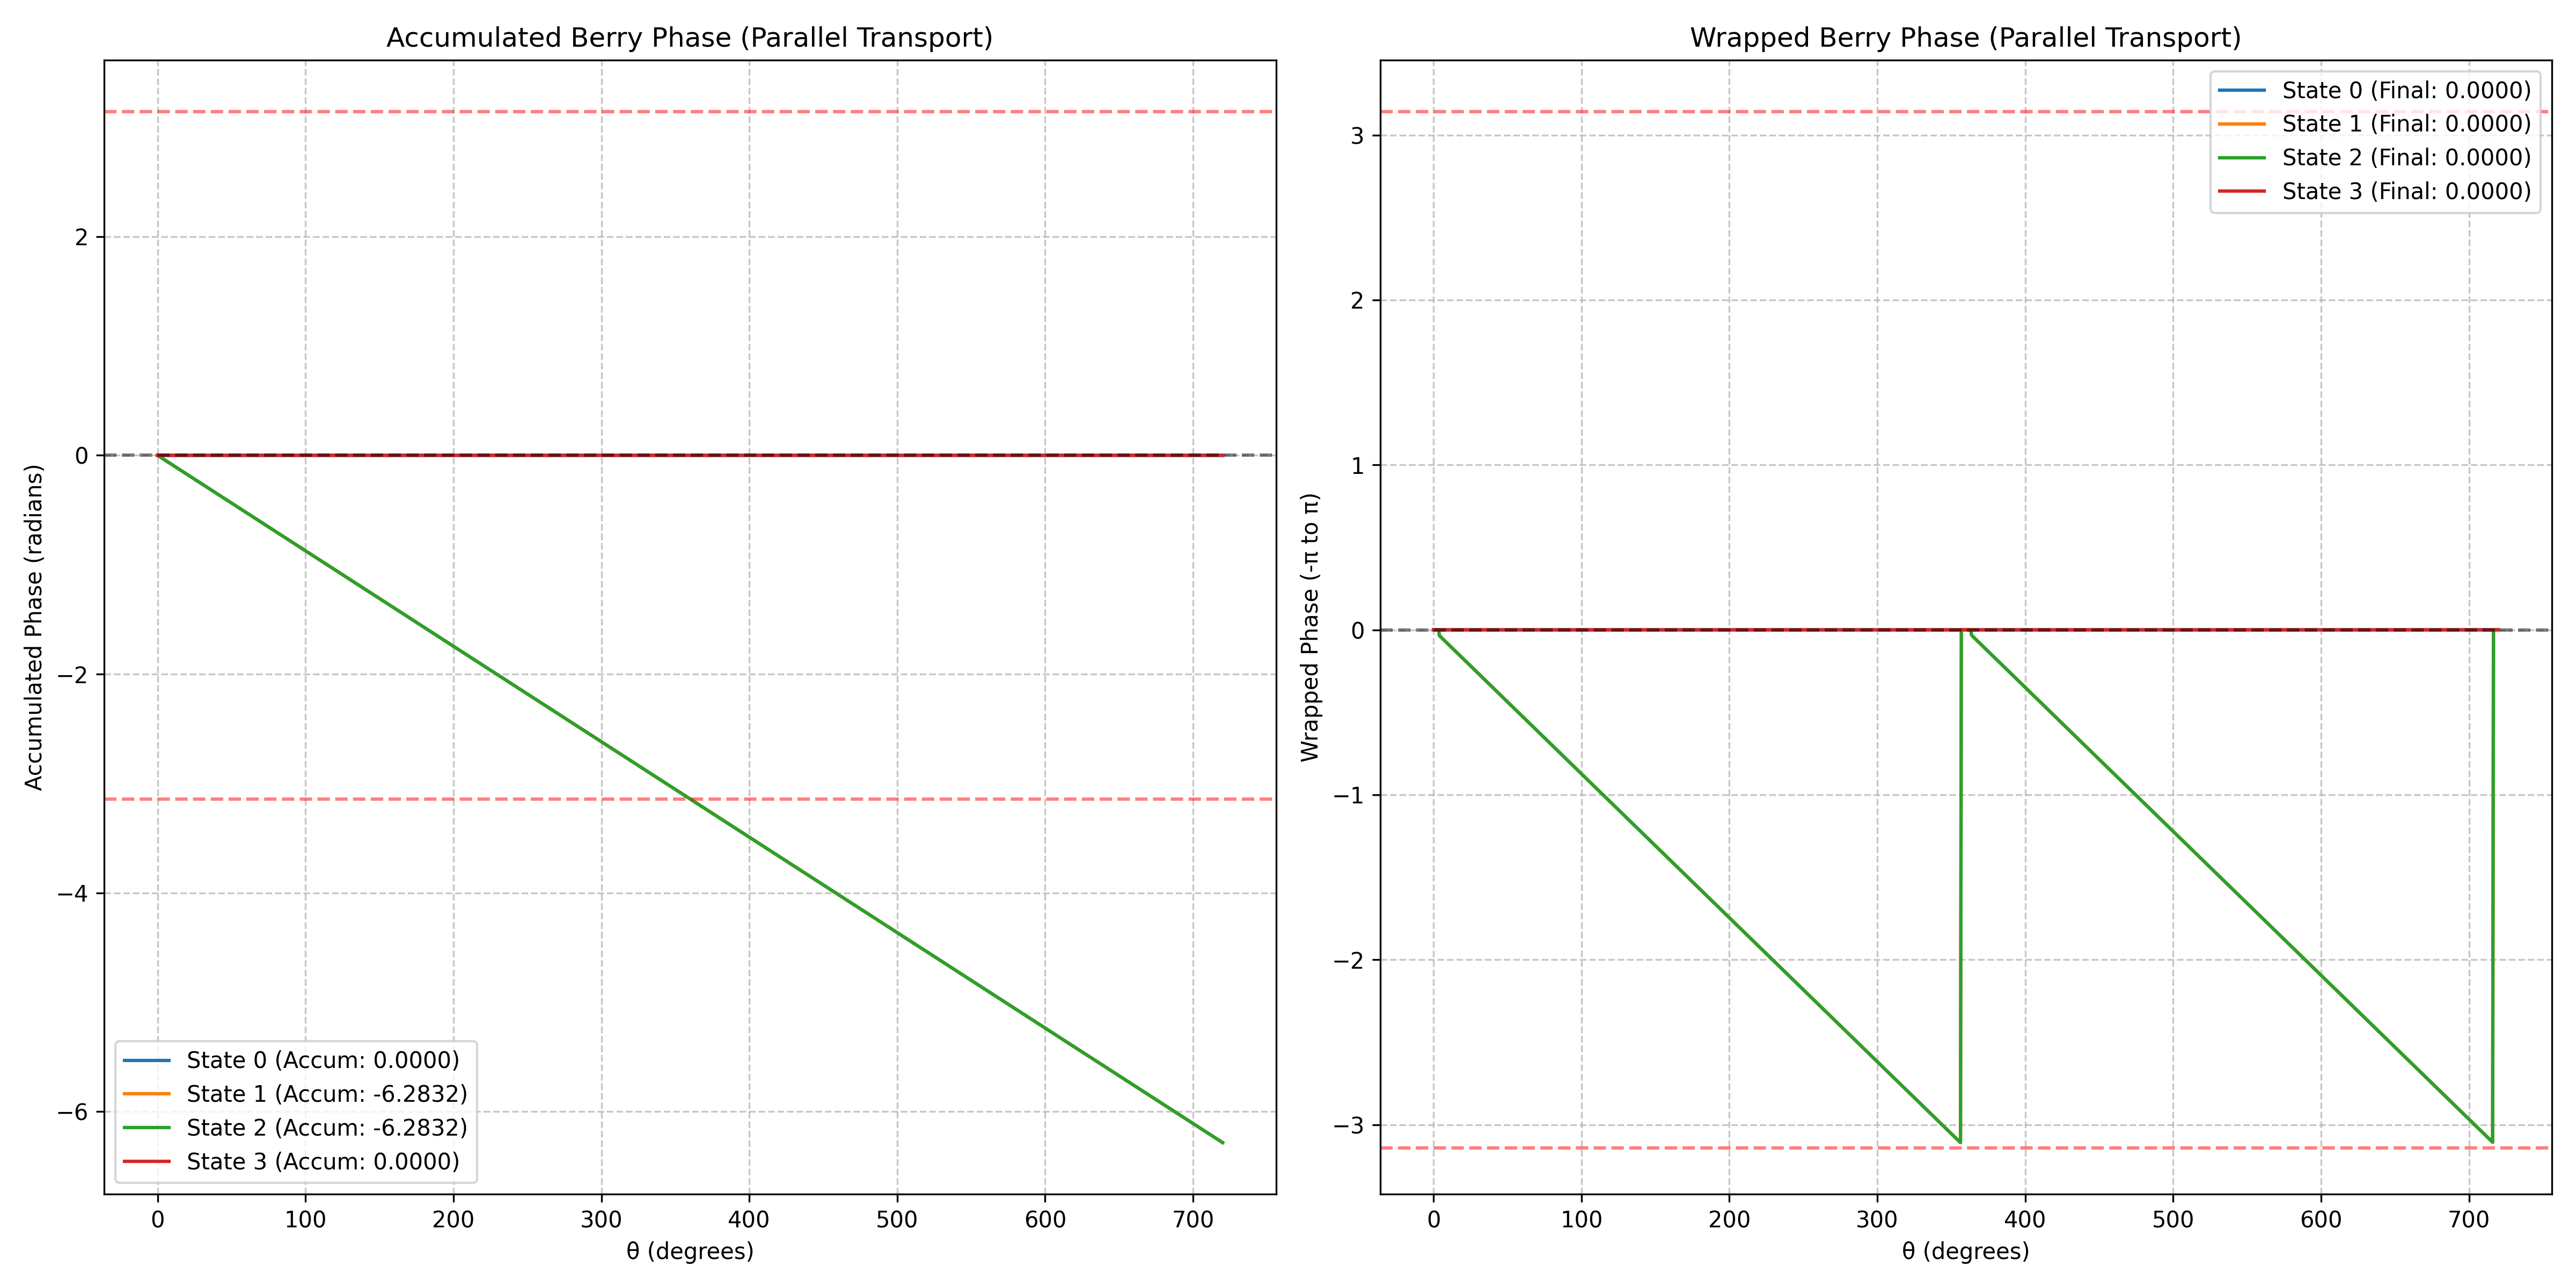 Accumulated Berry Phase (Parallel Transport)
Accumulated Phase (radians)
2
0
−2
−4
−6
State 0 (Accum: 0.0000)
State 1 (Accum: -6.2832)
State 2 (Accum: -6.2832)
State 3 (Accum: 0.0000)
0 100 200 300 400 500 600 700
θ (degrees)
Wrapped Berry Phase (Parallel Transport)
Wrapped Phase (-π to π)
3
2
1
0
−1
−2
−3
State 0 (Final: 0.0000)
State 1 (Final: 0.0000)
State 2 (Final: 0.0000)
State 3 (Final: 0.0000)
0 100 200 300 400 500 600 700
θ (degrees)